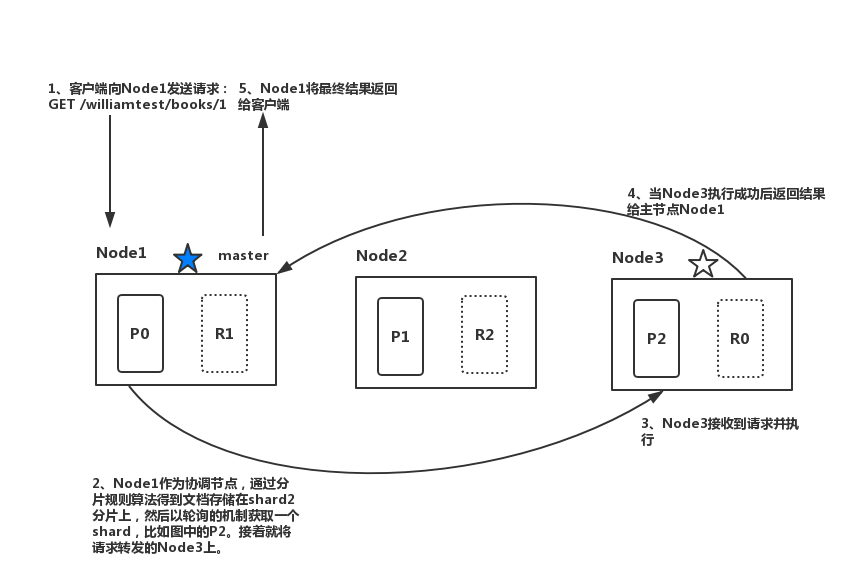 1、客户端向Node1发送请求：
GET /williamtest/books/1
5、Node1将最终结果返回
给客户端
4、当Node3执行成功后返回结果
给主节点Node1
Node1
master
Node2
Node3
P0
R1
P1
R2
P2
R0
3、Node3接收到请求并执
行
2、Node1作为协调节点，通过分
片规则算法得到文档存储在shard2
分片上，然后以轮询的机制获取一个
shard，比如图中的P2。接着就将
请求转发的Node3上。